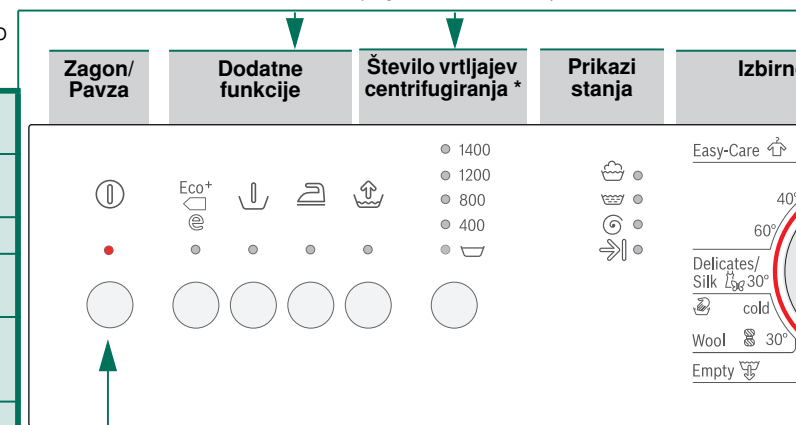 Zagon/
Pavza
Dodatne
funkcije
Število vrtljajev
centrifugiranja *
Prikazi
stanja
Eco+
e
1400
1200
800
400
Easy-Care
40°
60°
Delicates/
Silk 30°
cold
Wool 30°
Empty